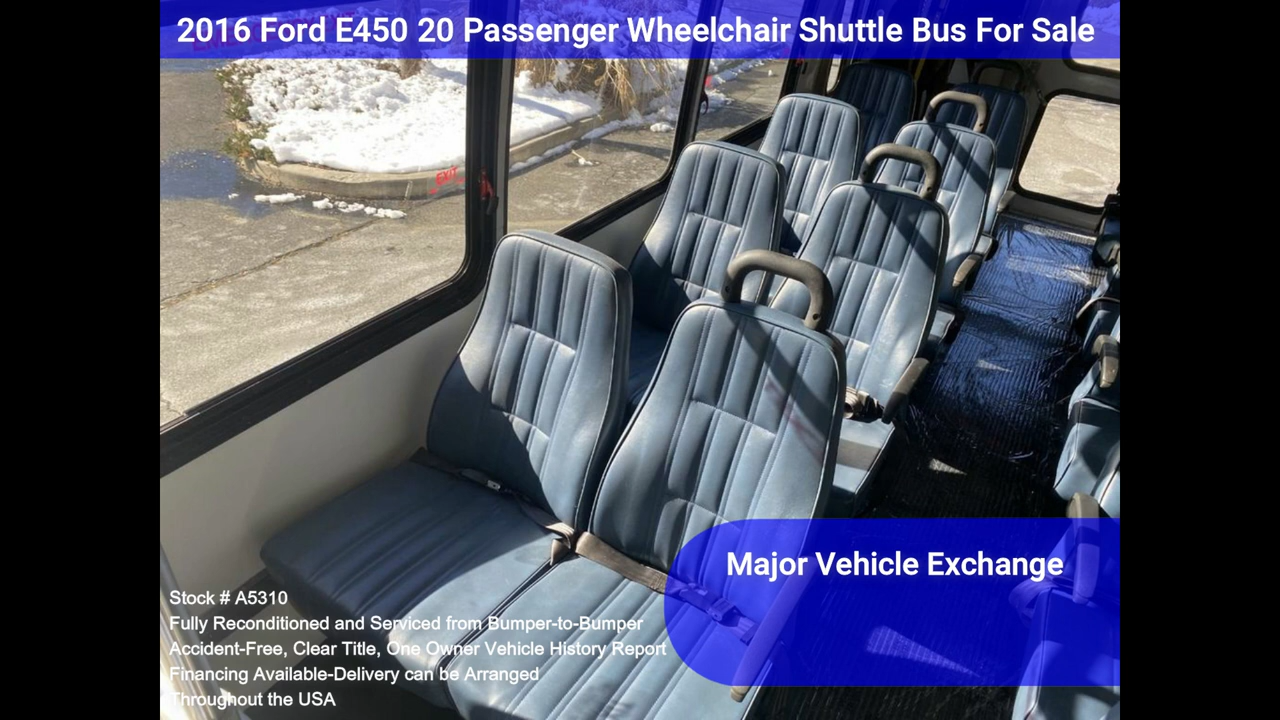 2016 Ford E450 20 Passenger Wheelchair Shuttle Bus For Sale
EXIT
Major Vehicle Exchange
Stock # A5310
Fully Reconditioned and Serviced from Bumper-to-Bumper
Accident-Free, Clear Title, One Owner Vehicle History Report
Financing Available-Delivery can be Arranged
Throughout the USA